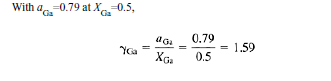 With a_Ga=0.79 at X_Ga=0.5,
γ_Ga = a_Ga / X_Ga = 0.79 / 0.5 = 1.59